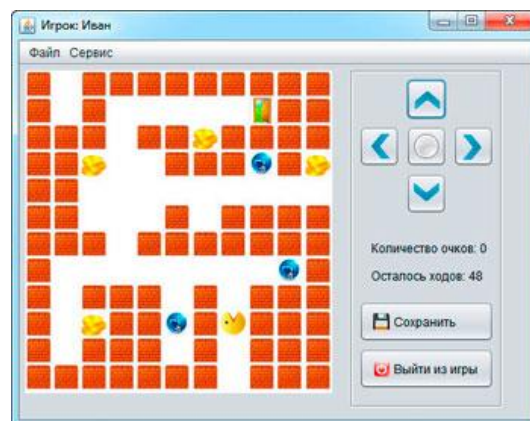 Игрок: Иван
Файл Сервис
Количество очков: 0
Осталось ходов: 48
Сохранить
Выйти из игры